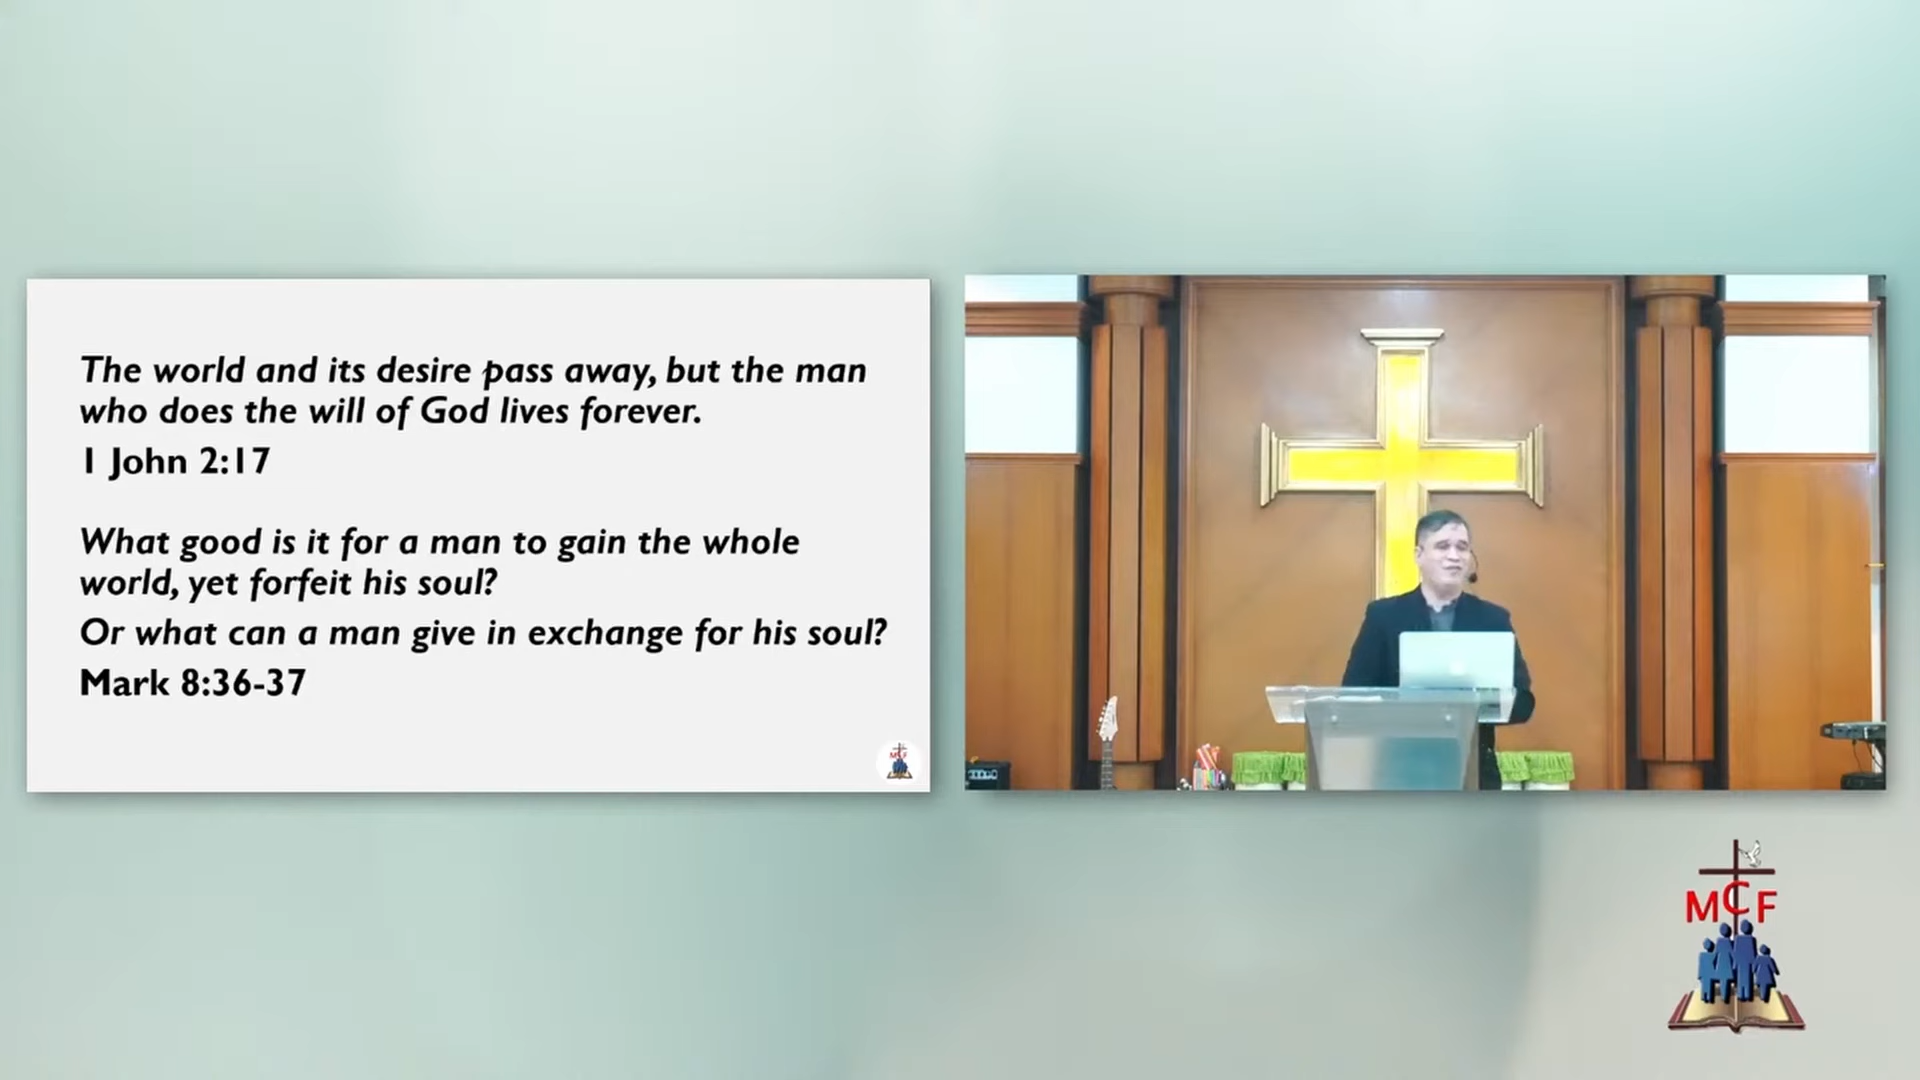 The world and its desire pass away, but the man
who does the will of God lives forever.
1 John 2:17
What good is it for a man to gain the whole
world, yet forfeit his soul?
Or what can a man give in exchange for his soul?
Mark 8:36-37
MCF
MCF